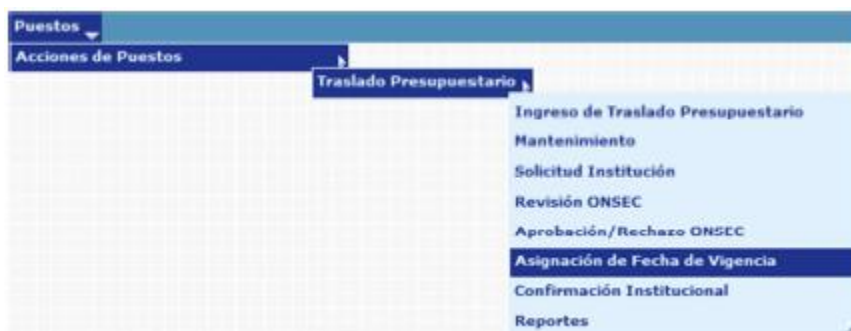 Puestos
Acciones de Puestos
Traslado Presupuestario
Ingreso de Traslado Presupuestario
Mantenimiento
Solicitud Institución
Revisión ONSEC
Aprobación/Rechazo ONSEC
Asignación de Fecha de Vigencia
Confirmación Institucional
Reportes